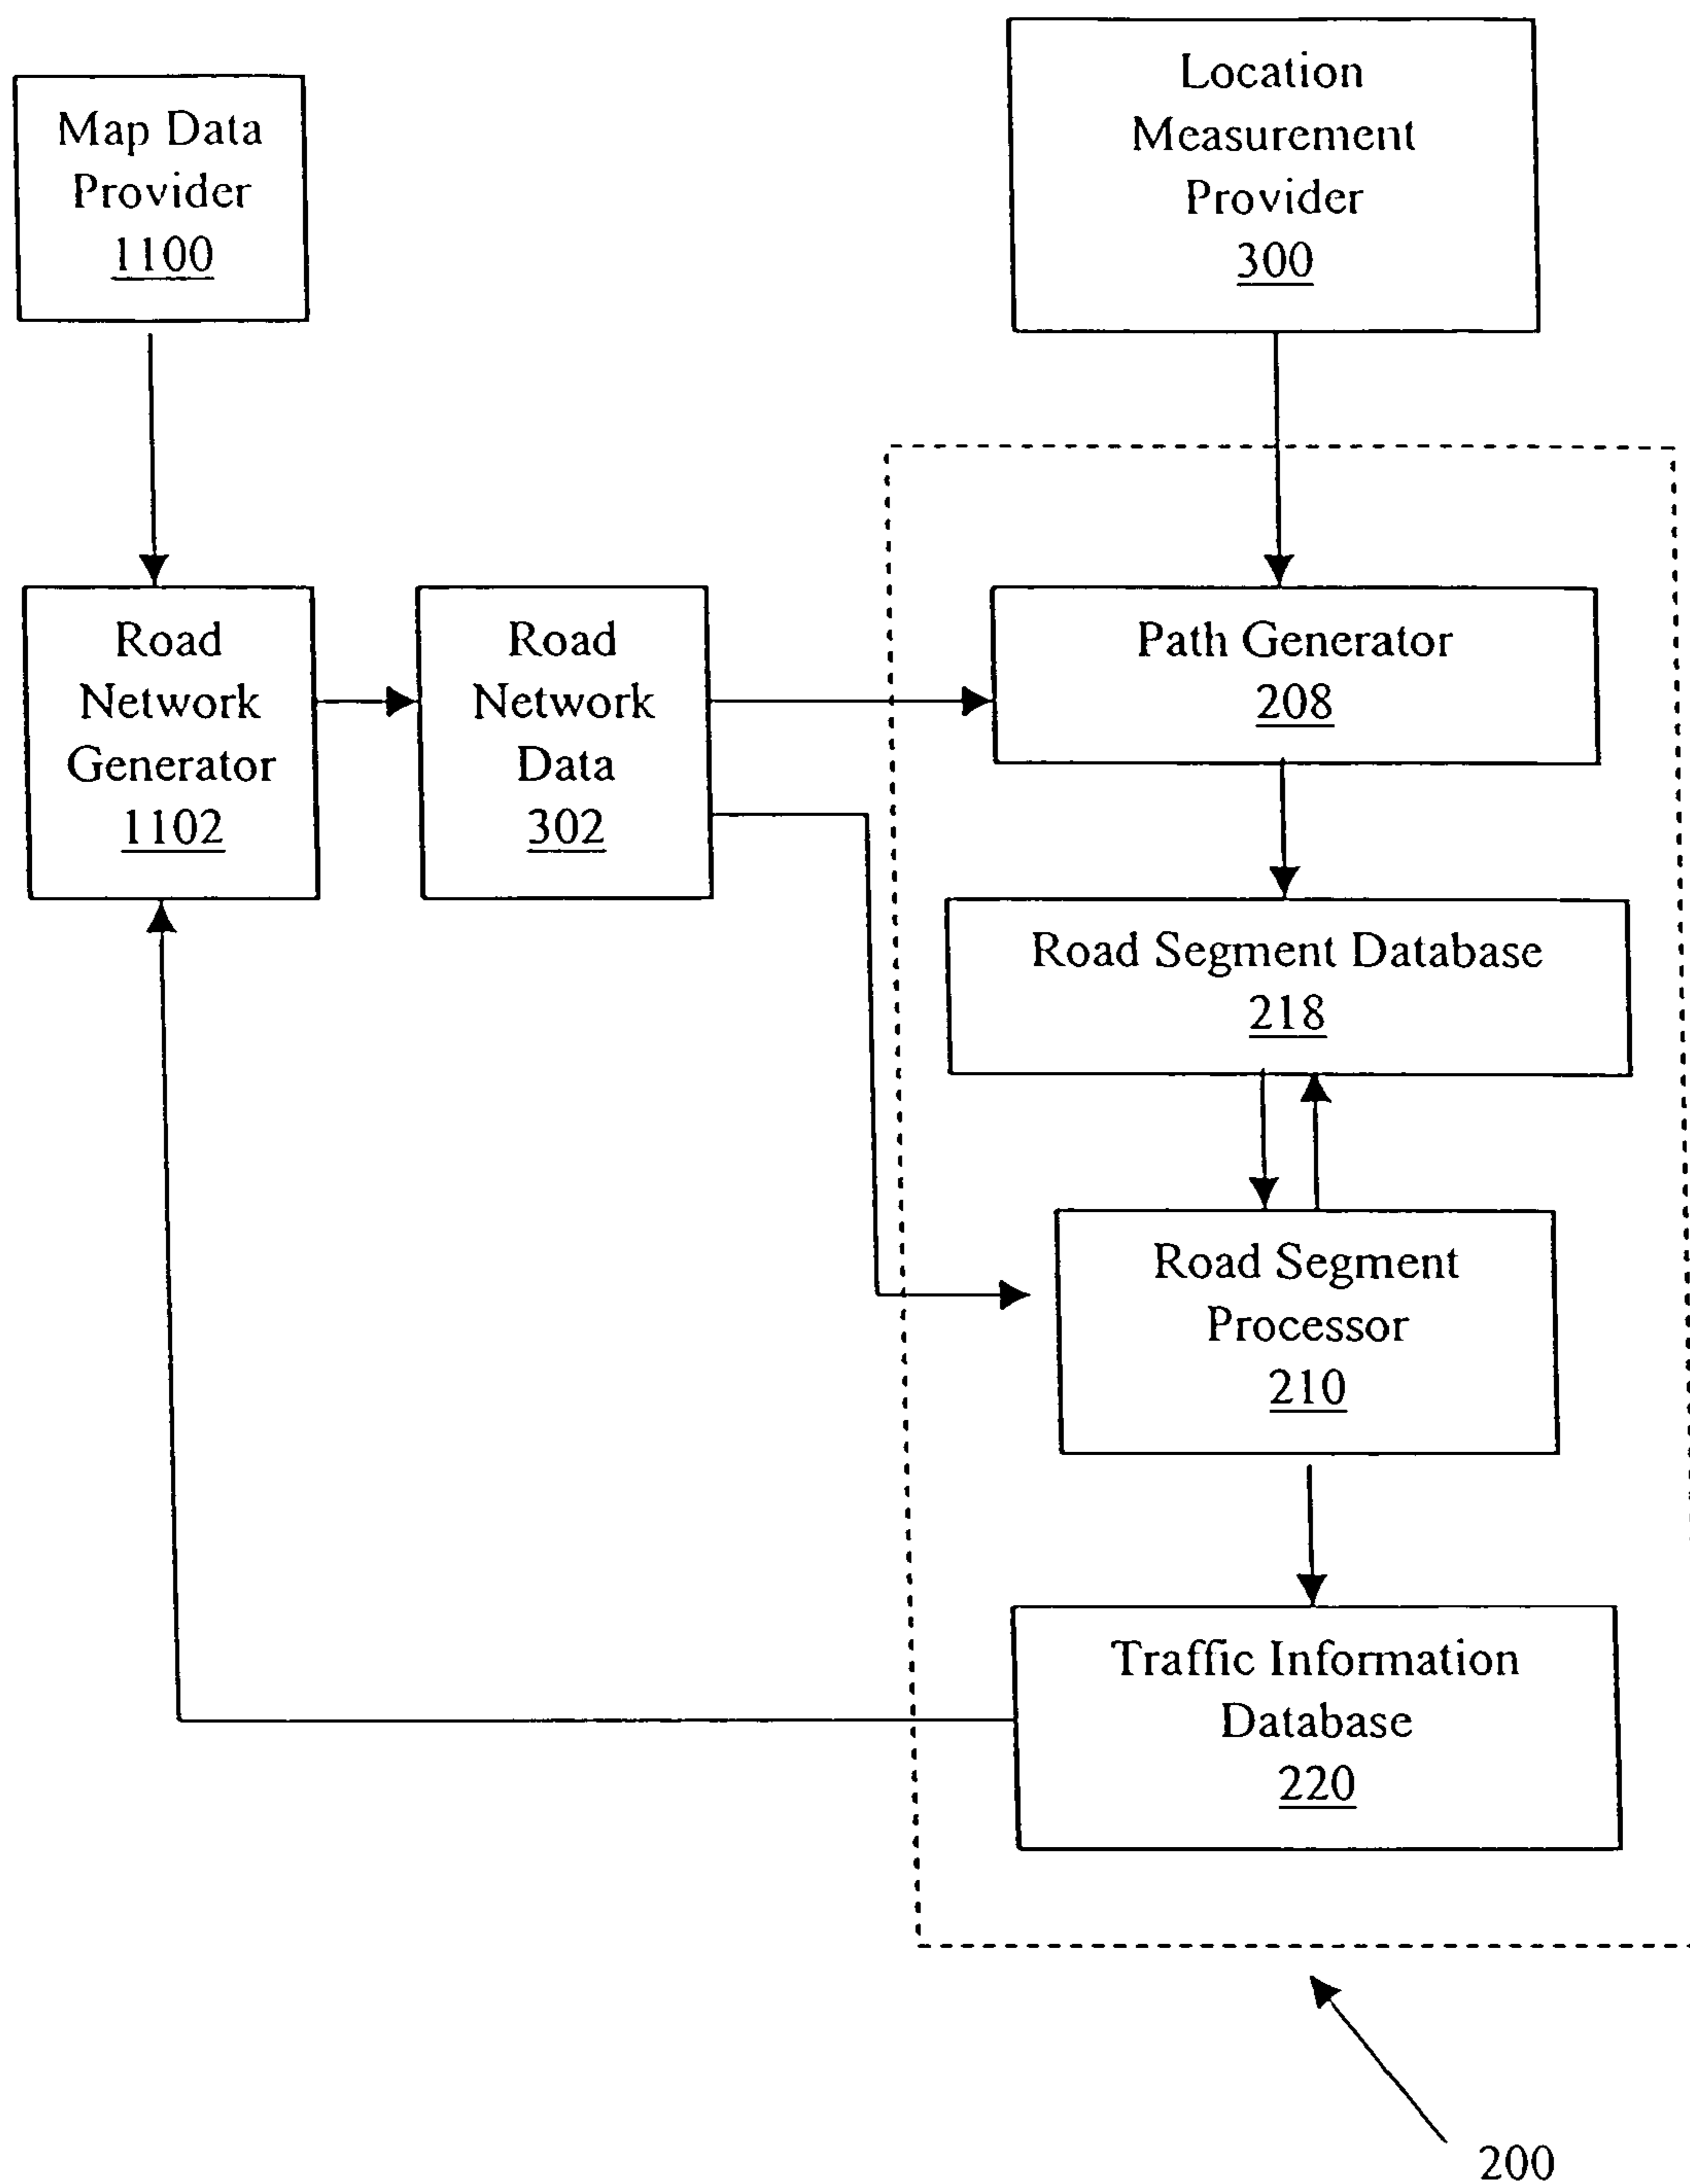 Map Data
Provider
1100
Location
Measurement
Provider
300
Road
Network
Generator
1102
Road
Network
Data
302
Path Generator
208
Road Segment Database
218
Road Segment
Processor
210
Traffic Information
Database
220
200